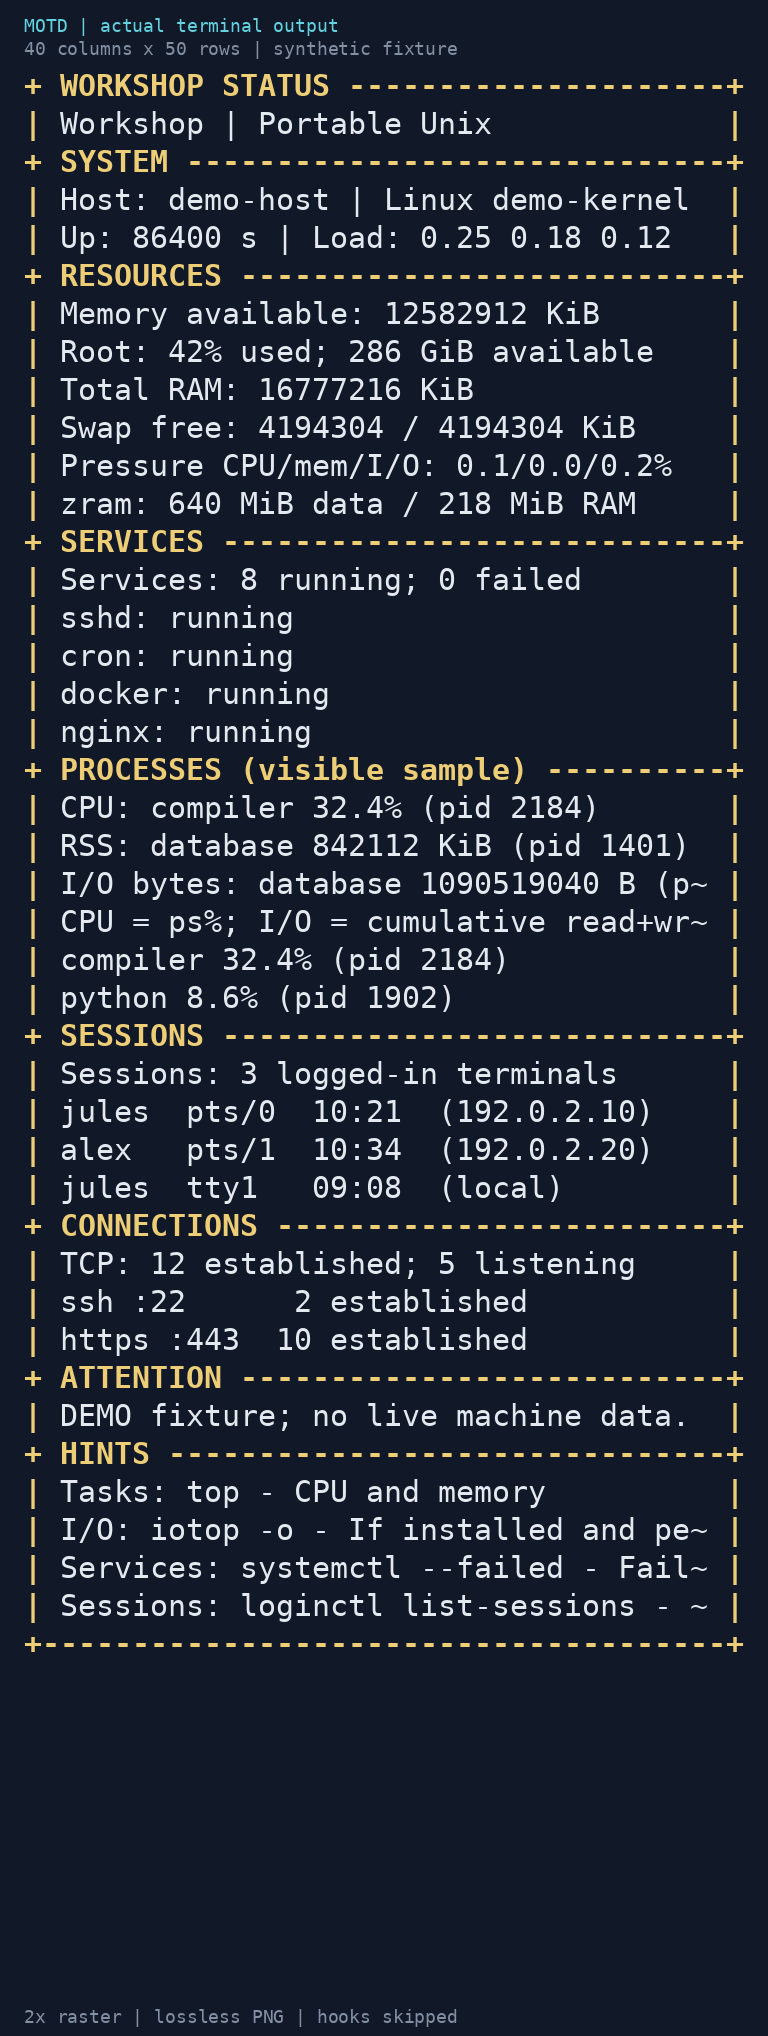 MOTD | actual terminal output
40 columns x 50 rows | synthetic fixture
+ WORKSHOP STATUS ---------------------+
| Workshop | Portable Unix             |
+ SYSTEM ------------------------------+
| Host: demo-host | Linux demo-kernel  |
| Up: 86400 s | Load: 0.25 0.18 0.12   |
+ RESOURCES ---------------------------+
| Memory available: 12582912 KiB       |
| Root: 42% used; 286 GiB available    |
| Total RAM: 16777216 KiB              |
| Swap free: 4194304 / 4194304 KiB     |
| Pressure CPU/mem/I/O: 0.1/0.0/0.2%   |
| zram: 640 MiB data / 218 MiB RAM     |
+ SERVICES ----------------------------+
| Services: 8 running; 0 failed        |
| sshd: running                        |
| cron: running                        |
| docker: running                      |
| nginx: running                       |
+ PROCESSES (visible sample) ----------+
| CPU: compiler 32.4% (pid 2184)       |
| RSS: database 842112 KiB (pid 1401)  |
| I/O bytes: database 1090519040 B (p~ |
| CPU = ps%; I/O = cumulative read+wr~ |
| compiler 32.4% (pid 2184)            |
| python 8.6% (pid 1902)               |
+ SESSIONS ----------------------------+
| Sessions: 3 logged-in terminals      |
| jules  pts/0  10:21  (192.0.2.10)    |
| alex   pts/1  10:34  (192.0.2.20)    |
| jules  tty1   09:08  (local)         |
+ CONNECTIONS -------------------------+
| TCP: 12 established; 5 listening     |
| ssh :22      2 established           |
| https :443  10 established           |
+ ATTENTION ---------------------------+
| DEMO fixture; no live machine data.  |
+ HINTS -------------------------------+
| Tasks: top - CPU and memory          |
| I/O: iotop -o - If installed and pe~ |
| Services: systemctl --failed - Fail~ |
| Sessions: loginctl list-sessions - ~ |
+--------------------------------------+
2x raster | lossless PNG | hooks skipped